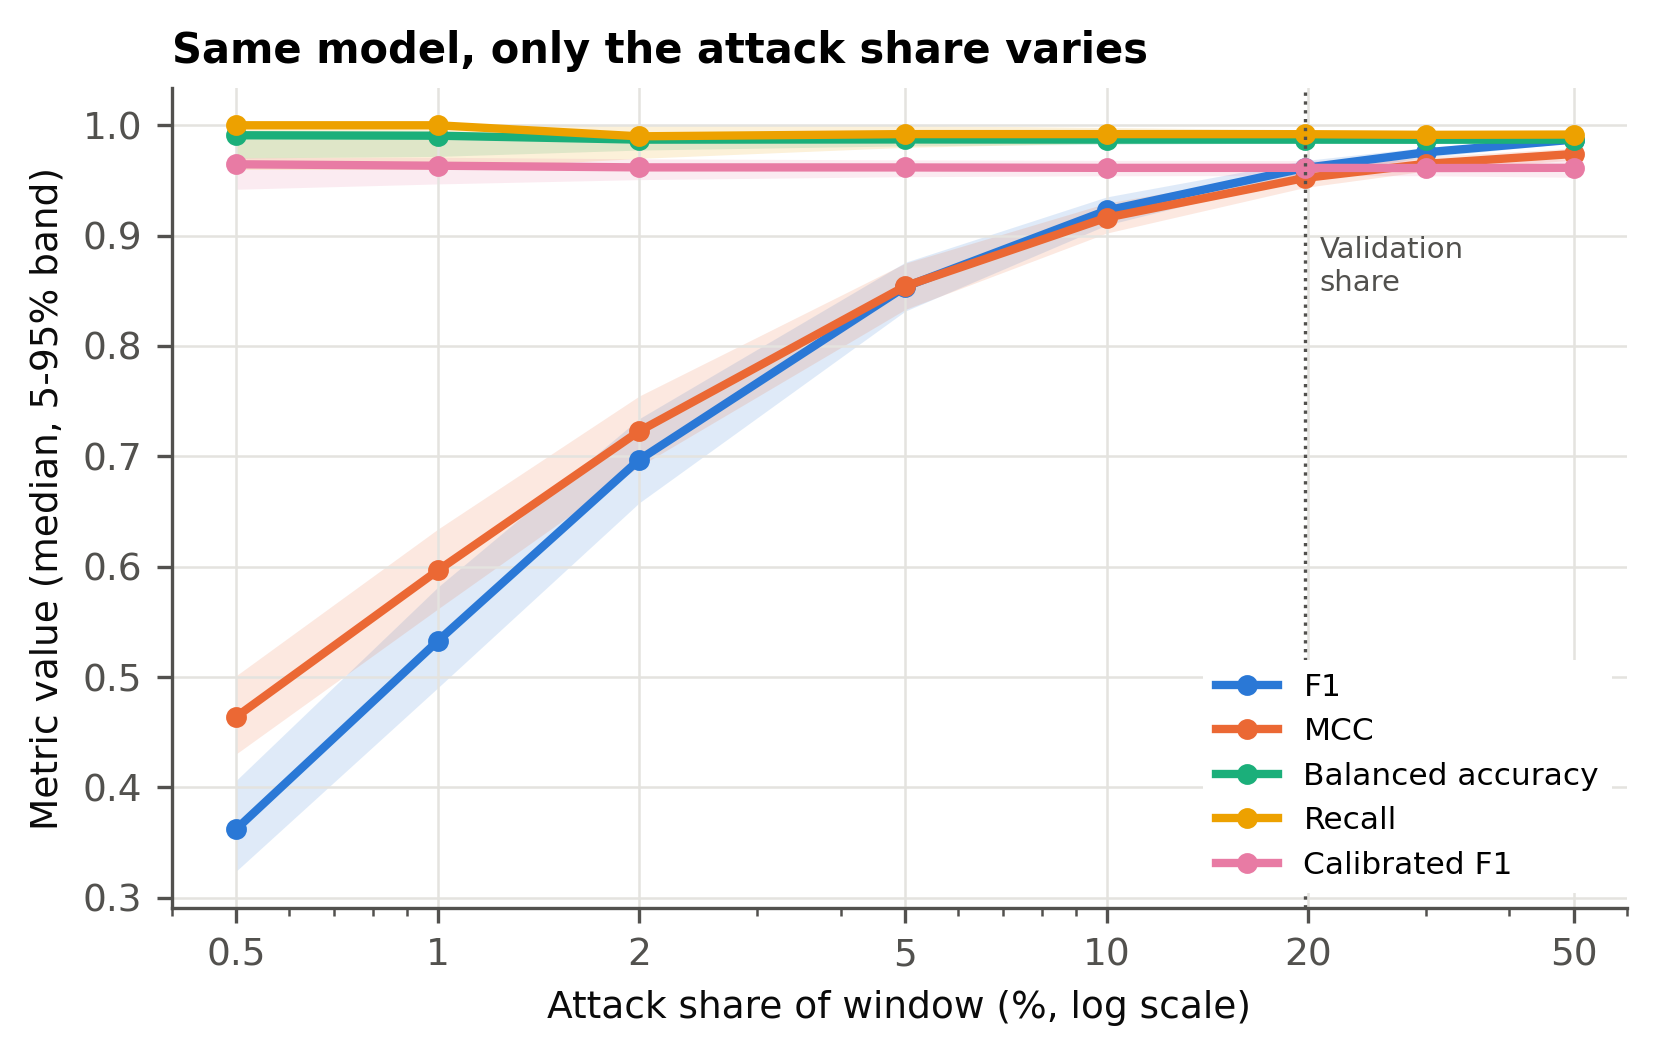 Same model, only the attack share varies
Metric value (median, 5-95% band)
1.0
0.9
0.8
0.7
0.6
0.5
0.4
0.3
Validation
share
F1
MCC
Balanced accuracy
Recall
Calibrated F1
0.5 1 2 5 10 20 50
Attack share of window (%, log scale)